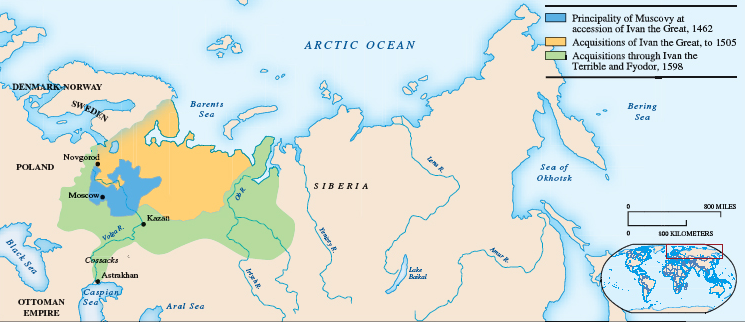 Principality of Muscovy at
accession of Ivan the Great, 1462
Acquisitions of Ivan the Great, to 1505
Acquisitions through Ivan the
Terrible and Fyodor, 1598
ARCTIC OCEAN
DENMARK-NORWAY
SWEDEN
Barents
Sea
Bering
Sea
POLAND
Novgorod
Moscow
Kazan
Volga R.
Ob R.
SIBERIA
Lena R.
Sea of
Okhotsk
Yenisey R.
Irtysh R.
Lake
Baikal
Amur R.
Black Sea
Cossacks
Astrakhan
Caspian
Sea
Aral Sea
OTTOMAN
EMPIRE
0 800 MILES
0 800 KILOMETERS